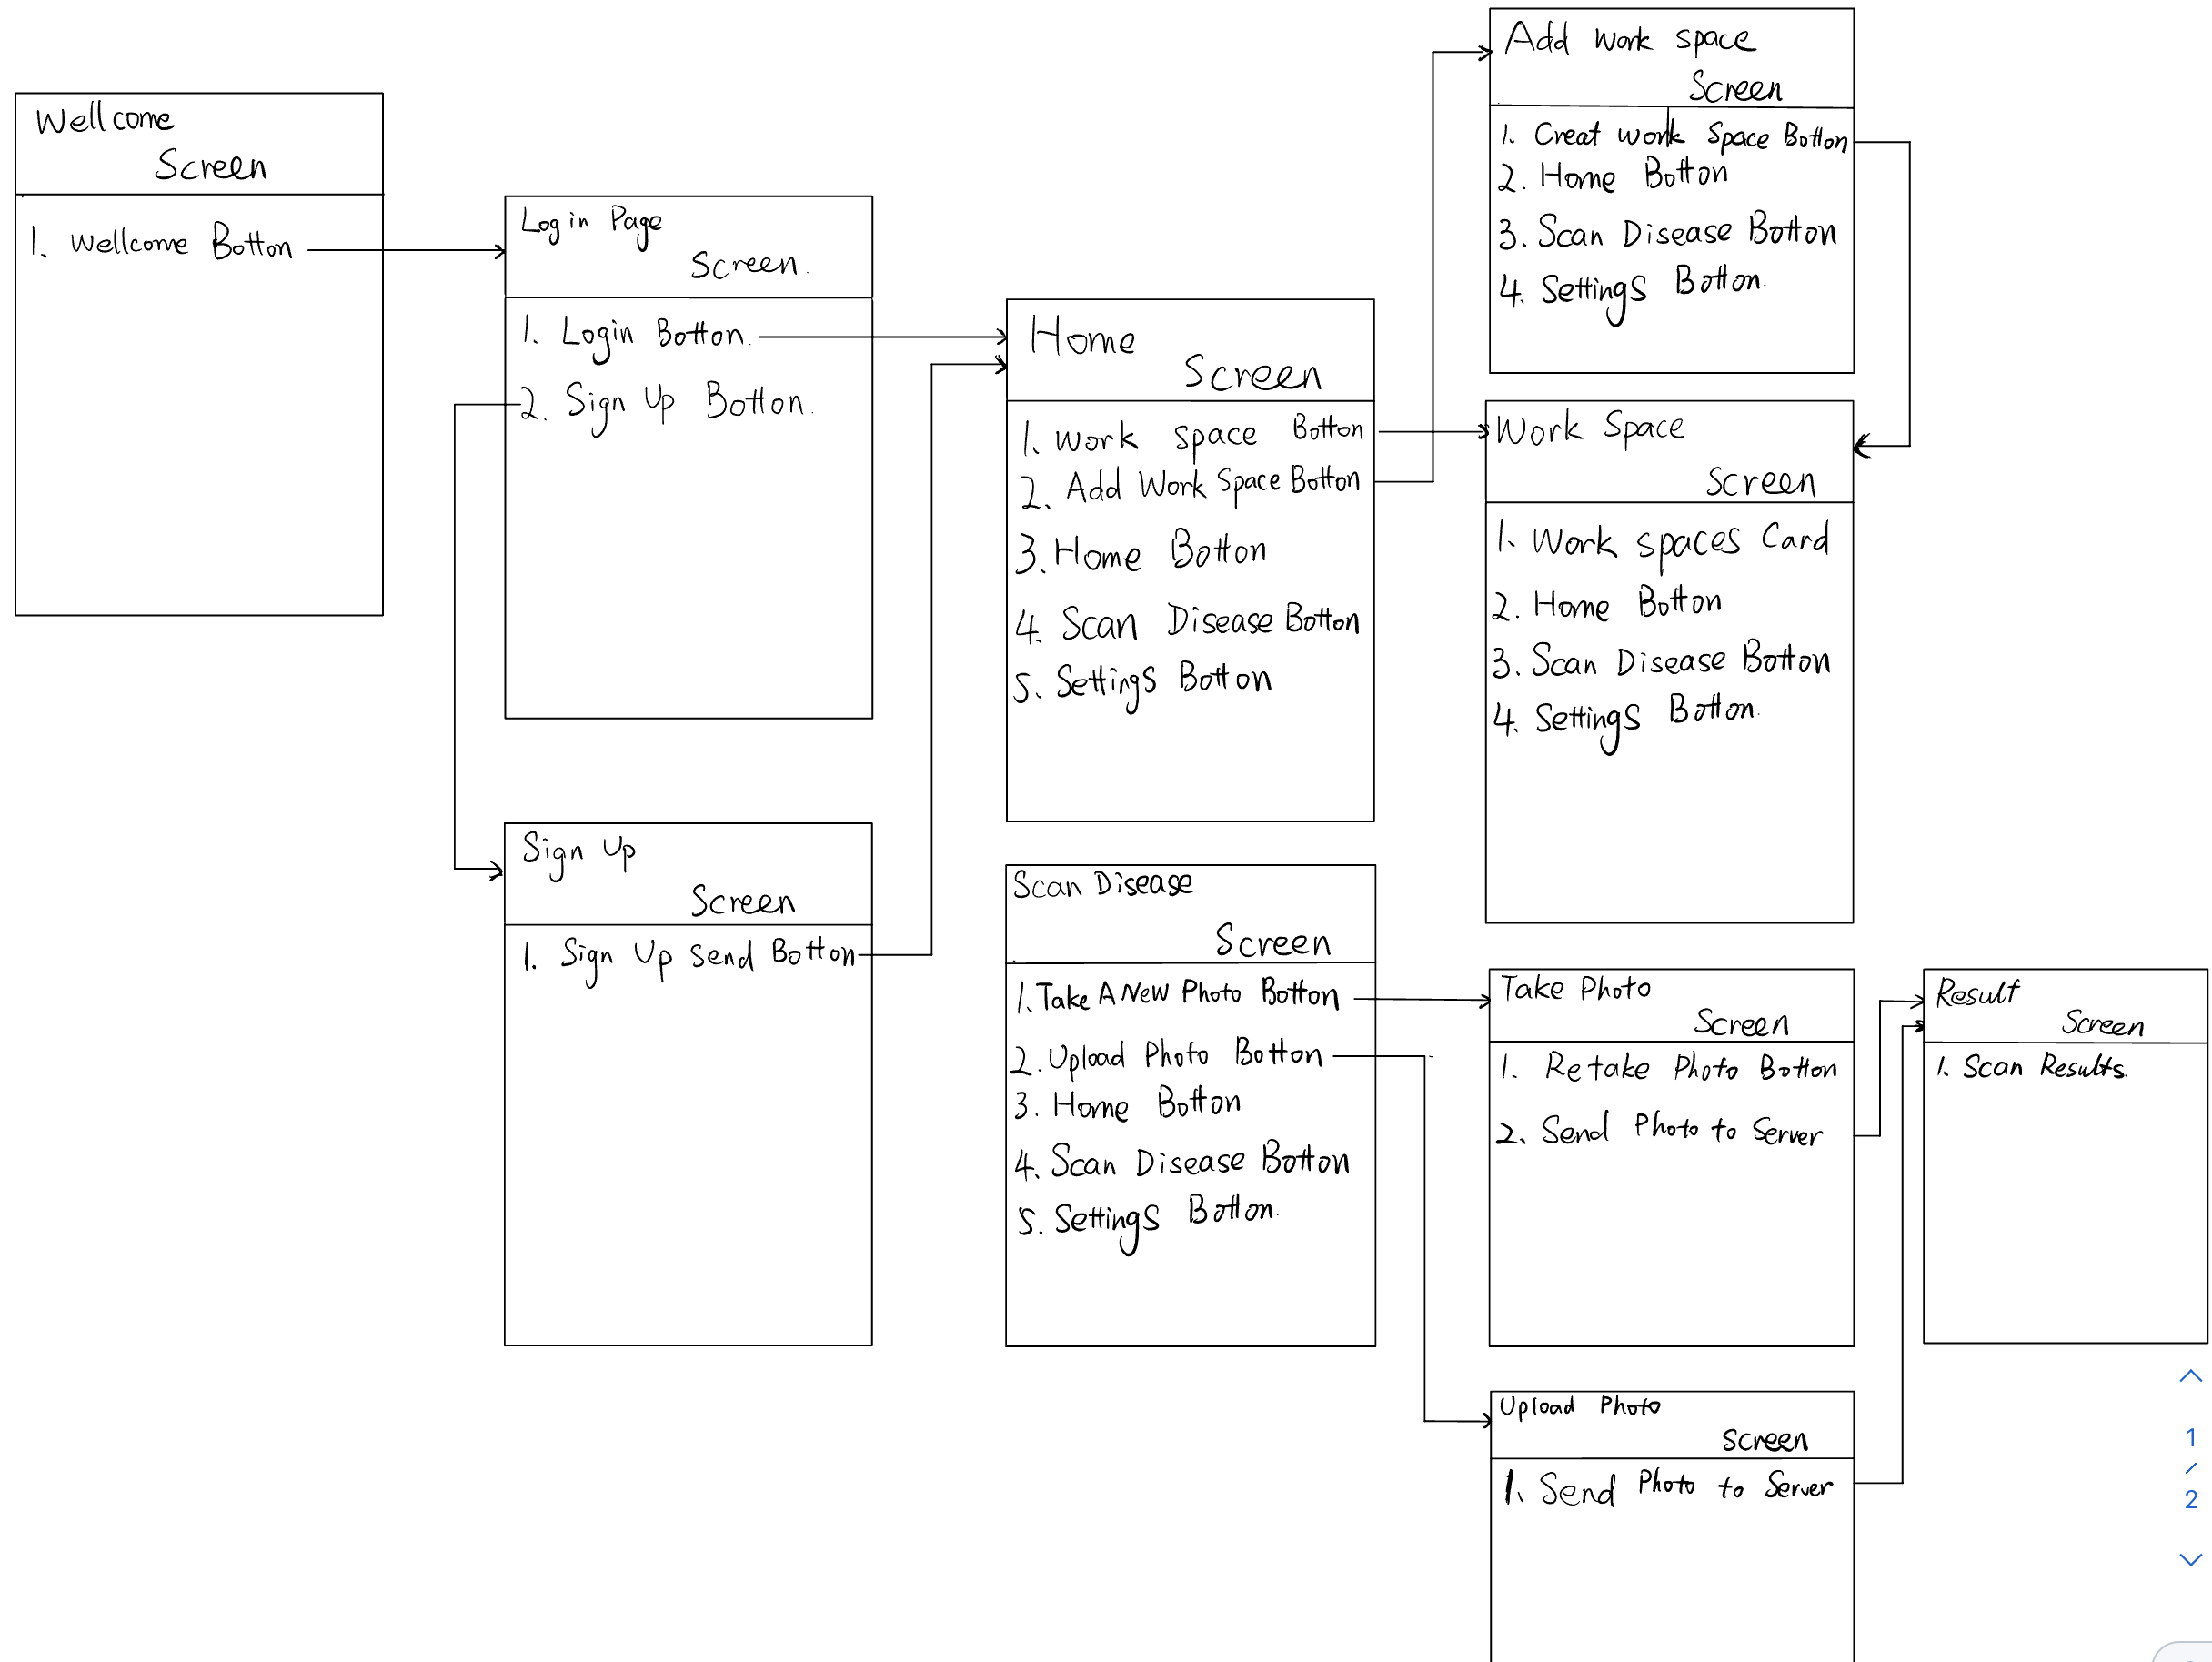 Wellcome
Screen
1. Wellcome Botton
Log in Page
Screen.
1. Login Botton.
2. Sign Up Botton.
Sign Up
Screen
1. Sign Up Send Botton
Home
Screen
1. Work space Botton
2. Add Work Space Botton
3. Home Botton
4. Scan Disease Botton
5. Settings Botton
Scan Disease
Screen
1. Take A New Photo Botton
2. Upload Photo Botton
3. Home Botton
4. Scan Disease Botton
5. Settings Botton.
Add Work space
Screen
1. Creat Work Space Botton
2. Home Botton
3. Scan Disease Botton
4. Settings Botton.
Work Space
Screen
1. Work spaces Card
2. Home Botton
3. Scan Disease Botton
4. Settings Botton.
Take Photo
Screen
1. Retake Photo Botton
2. Send Photo to Server
Upload Photo
Screen
1. Send Photo to Server
Result
Screen
1. Scan Results.
1
/
2